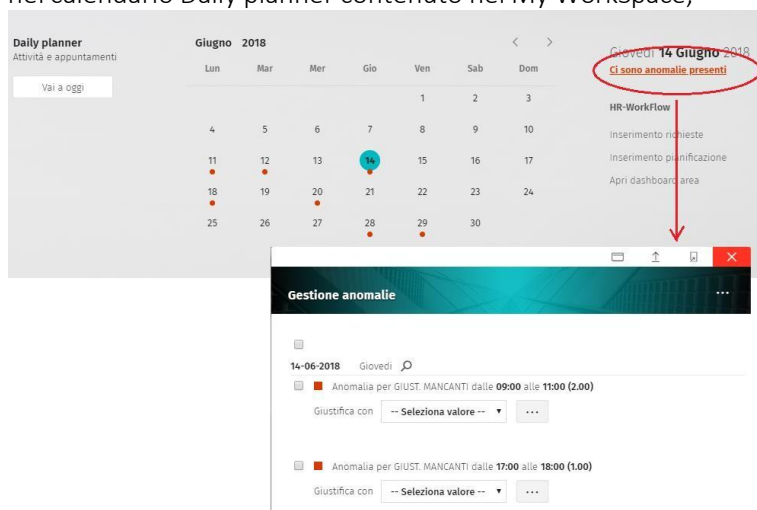 nel calendario Daily planner contenuto nel My Workspace,
Daily planner
Attività e appuntamenti
Vai a oggi
Giugno 2018
Lun Mar Mer Gio Ven Sab Dom
1 2 3
4 5 6 7 8 9 10
11 12 13 14 15 16 17
18 19 20 21 22 23 24
25 26 27 28 29 30
Giovedì 14 Giugno 2018
Ci sono anomalie presenti
HR-WorkFlow
Inserimento richieste
Inserimento pianificazione
Apri dashboard area
Gestione anomalie
14-06-2018 Giovedì
Anomalia per GIUST. MANCANTI dalle 09:00 alle 11:00 (2.00)
Giustifica con -- Seleziona valore --
Anomalia per GIUST. MANCANTI dalle 17:00 alle 18:00 (1.00)
Giustifica con -- Seleziona valore --